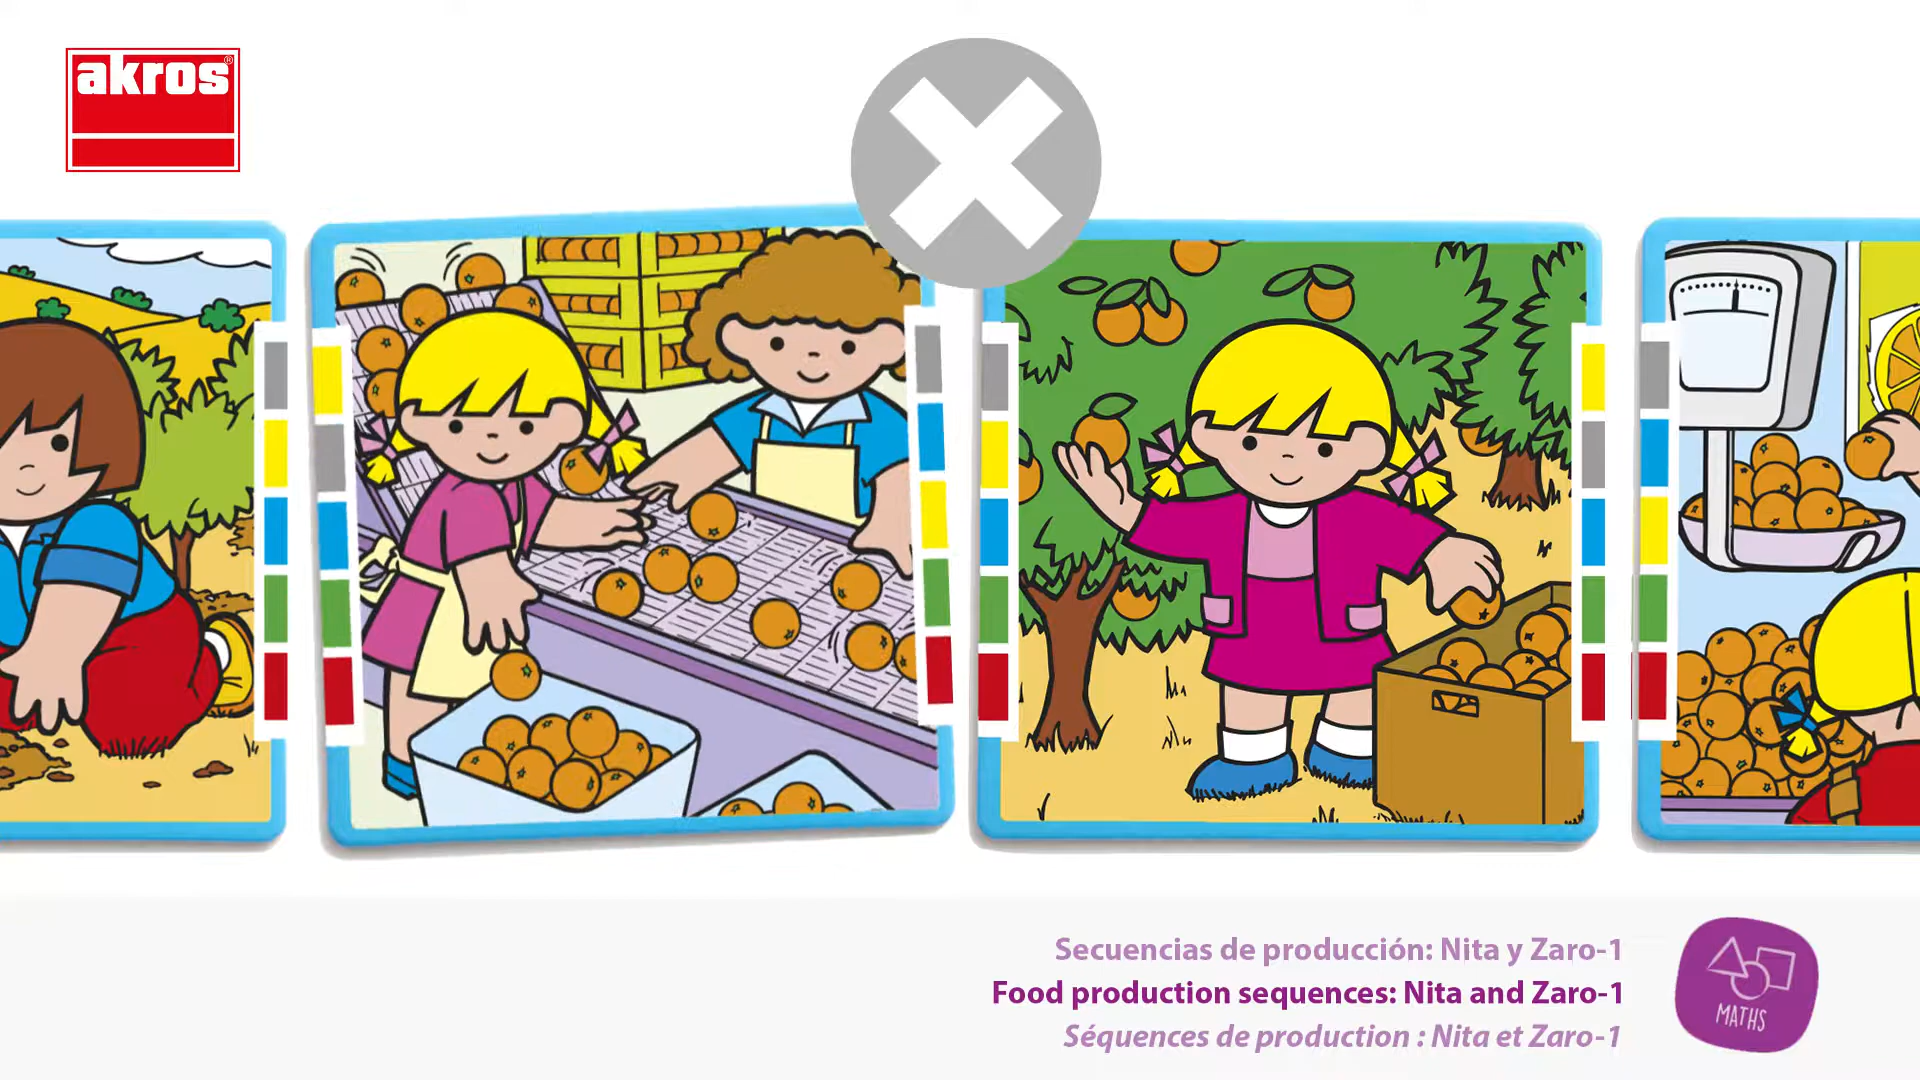 akros®
Secuencias de producción: Nita y Zaro-1
Food production sequences: Nita and Zaro-1
Séquences de production : Nita et Zaro-1
MATHS